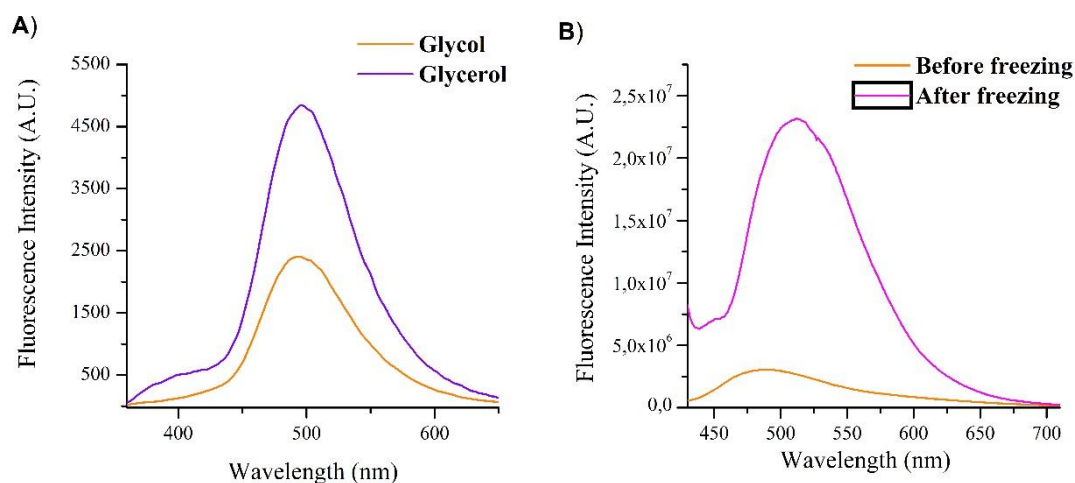 A)
Glycol
Glycerol
5500
4500
3500
2500
1500
500
Fluorescence Intensity (A.U.)
400
500
600
Wavelength (nm)
B)
Before freezing
After freezing
2,5x10⁷
2,0x10⁷
1,5x10⁷
1,0x10⁷
5,0x10⁶
0,0
Fluorescence Intensity (A.U.)
450
500
550
600
650
700
Wavelength (nm)